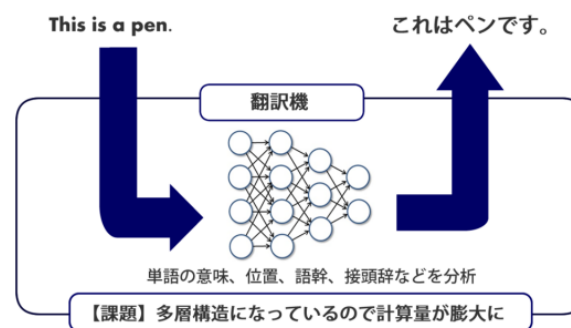 This is a pen.
これはペンです。
翻訳機
単語の意味、位置、語幹、接頭辞などを分析
【課題】多層構造になっているので計算量が膨大に